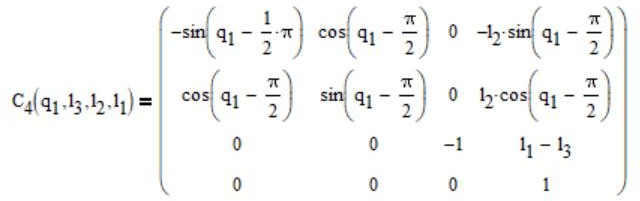 C₄(q₁,l₃,l₂,l₁) = ( −sin(q₁ − 1/2·π) cos(q₁ − π/2) 0 −l₂·sin(q₁ − π/2)
cos(q₁ − π/2) sin(q₁ − π/2) 0 l₂·cos(q₁ − π/2)
0 0 −1 l₁ − l₃
0 0 0 1 )